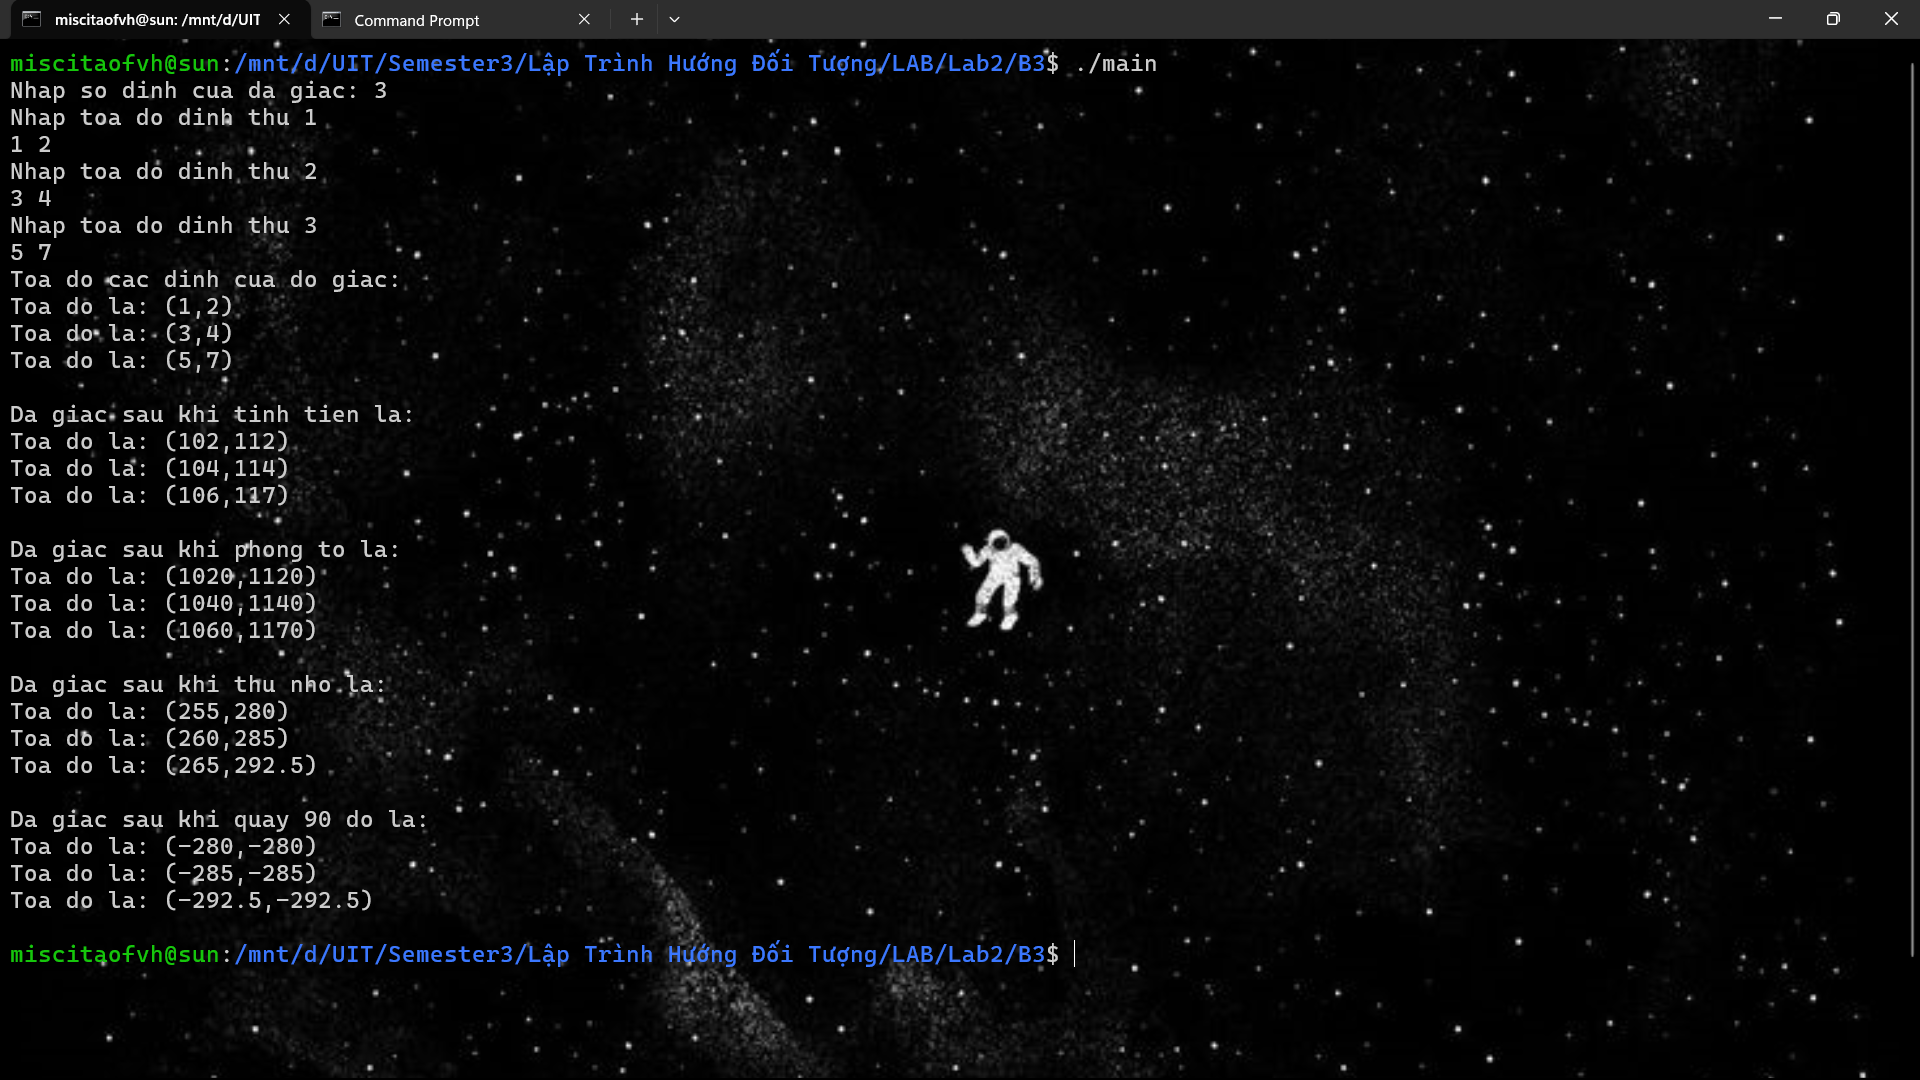 miscitaofvh@sun: /mnt/d/UIT
Command Prompt
miscitaofvh@sun:/mnt/d/UIT/Semester3/Lập Trình Hướng Đối Tượng/LAB/Lab2/B3$ ./main
Nhap so dinh cua da giac: 3
Nhap toa do dinh thu 1
1 2
Nhap toa do dinh thu 2
3 4
Nhap toa do dinh thu 3
5 7
Toa do cac dinh cua do giac:
Toa do la: (1,2)
Toa do la: (3,4)
Toa do la: (5,7)
Da giac sau khi tinh tien la:
Toa do la: (102,112)
Toa do la: (104,114)
Toa do la: (106,117)
Da giac sau khi phong to la:
Toa do la: (1020,1120)
Toa do la: (1040,1140)
Toa do la: (1060,1170)
Da giac sau khi thu nho la:
Toa do la: (255,280)
Toa do la: (260,285)
Toa do la: (265,292.5)
Da giac sau khi quay 90 do la:
Toa do la: (-280,-280)
Toa do la: (-285,-285)
Toa do la: (-292.5,-292.5)
miscitaofvh@sun:/mnt/d/UIT/Semester3/Lập Trình Hướng Đối Tượng/LAB/Lab2/B3$